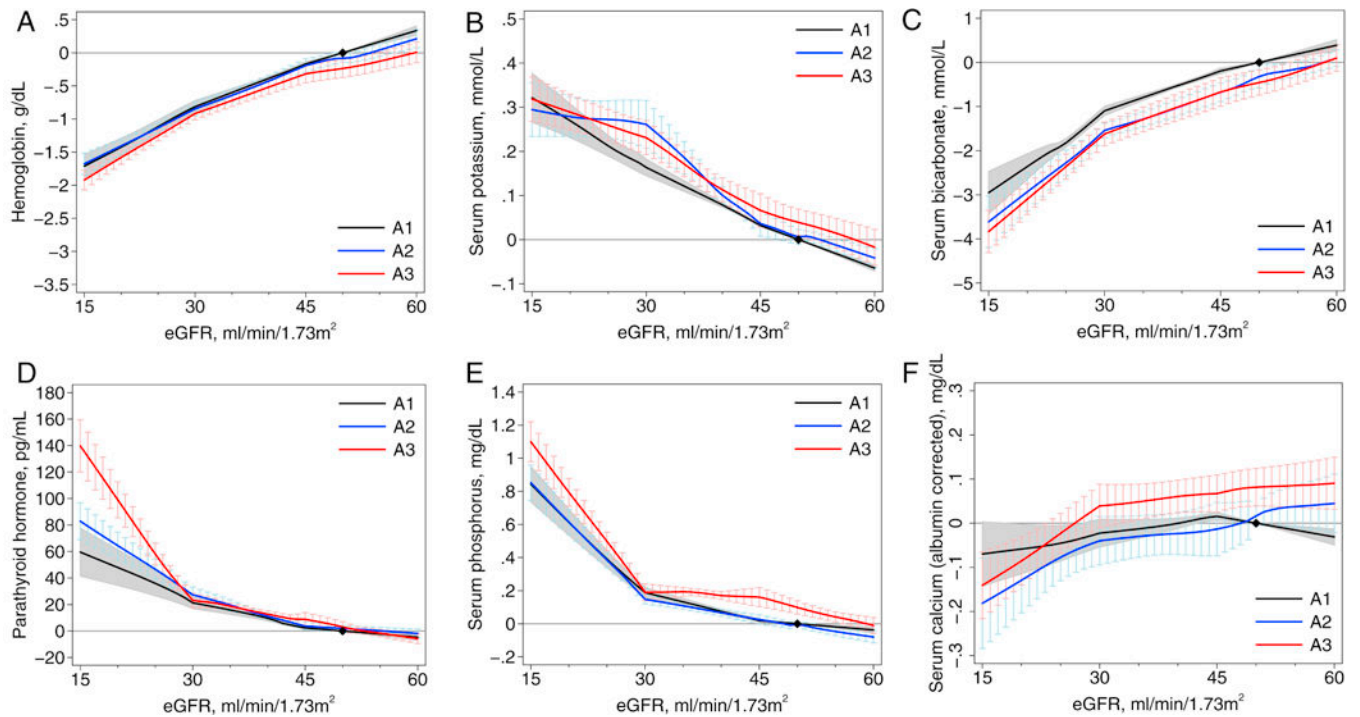 A
Hemoglobin, g/dL
.5
0
−.5
−1
−1.5
−2
−2.5
−3
−3.5
A1
A2
A3
15 30 45 60
eGFR, ml/min/1.73m²
B
Serum potassium, mmol/L
.5
.4
.3
.2
.1
0
−.1
A1
A2
A3
15 30 45 60
eGFR, ml/min/1.73m²
C
Serum bicarbonate, mmol/L
1
0
−1
−2
−3
−4
−5
A1
A2
A3
15 30 45 60
eGFR, ml/min/1.73m²
D
Parathyroid hormone, pg/mL
180
160
140
120
100
80
60
40
20
0
−20
A1
A2
A3
15 30 45 60
eGFR, ml/min/1.73m²
E
Serum phosphorus, mg/dL
1.4
1.2
1
.8
.6
.4
.2
0
−.2
A1
A2
A3
15 30 45 60
eGFR, ml/min/1.73m²
F
Serum calcium (albumin corrected), mg/dL
.3
.2
.1
0
−.1
−.2
−.3
A1
A2
A3
15 30 45 60
eGFR, ml/min/1.73m²